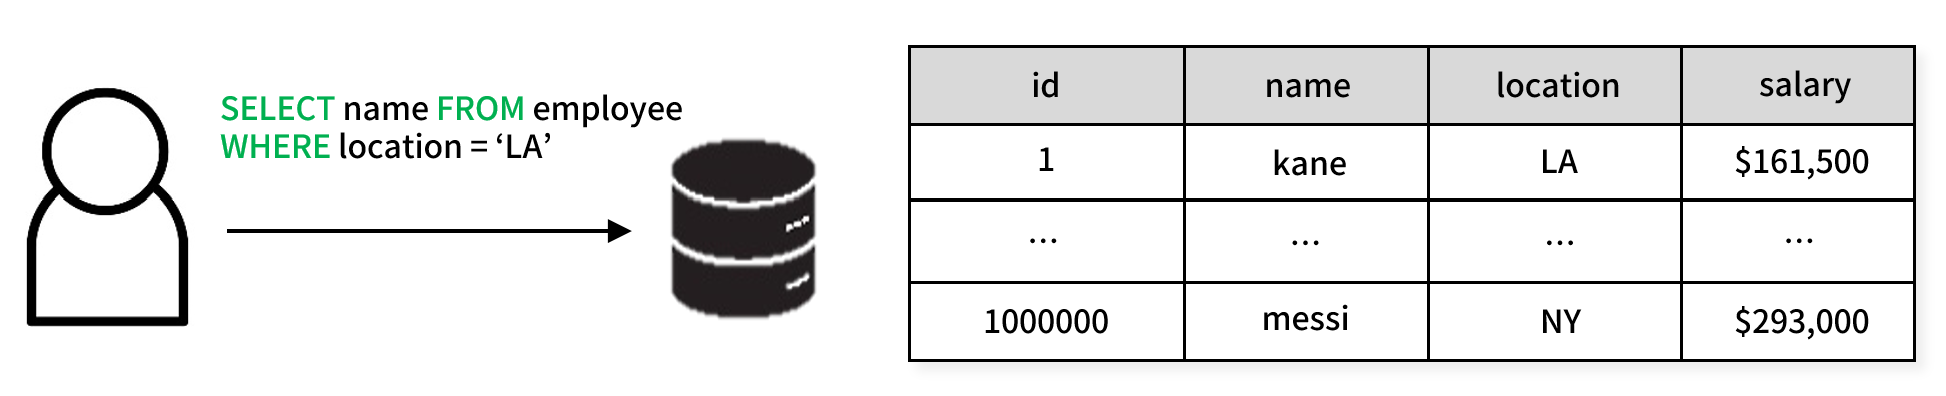 SELECT name FROM employee
WHERE location = ‘LA’
id name location salary
1 kane LA $161,500
... ... ... ...
1000000 messi NY $293,000